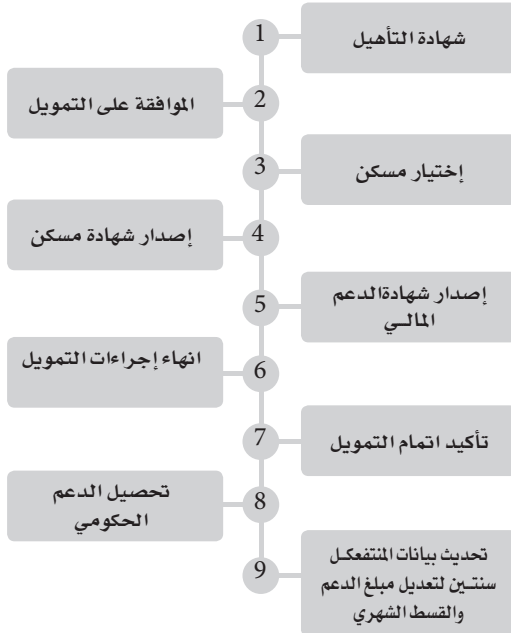 1
شهادة التأهيل
2
الموافقة على التمويل
3
إختيار مسكن
4
إصدار شهادة مسكن
5
إصدار شهادةالدعم
المالـي
6
انهاء إجراءات التمويل
7
تأكيد اتمام التمويل
8
تحصيل الدعم
الحكومي
9
تحديث بيانات المنتفعكـل
سنتـين لتعديل مبلغ الدعم
والقسط الشهري